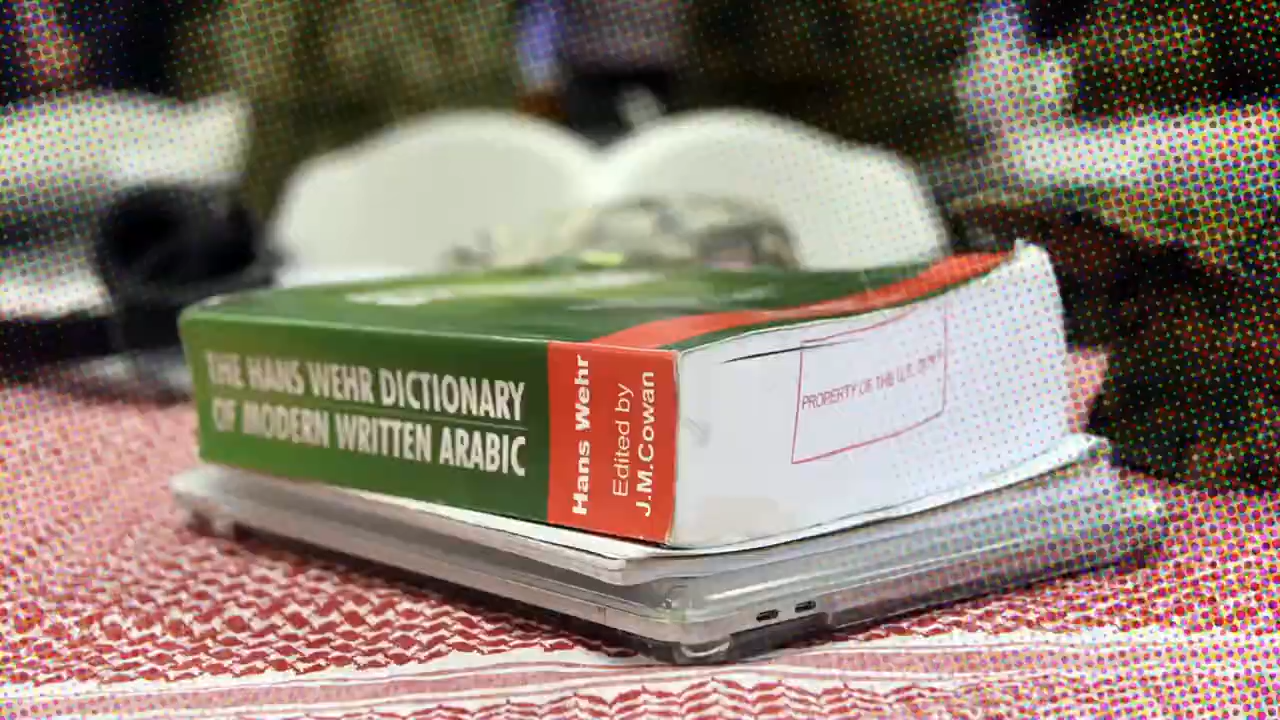 THE HANS WEHR DICTIONARY
OF MODERN WRITTEN ARABIC
Hans Wehr
Edited by
J.M.Cowan
PROPERTY OF THE U.S.